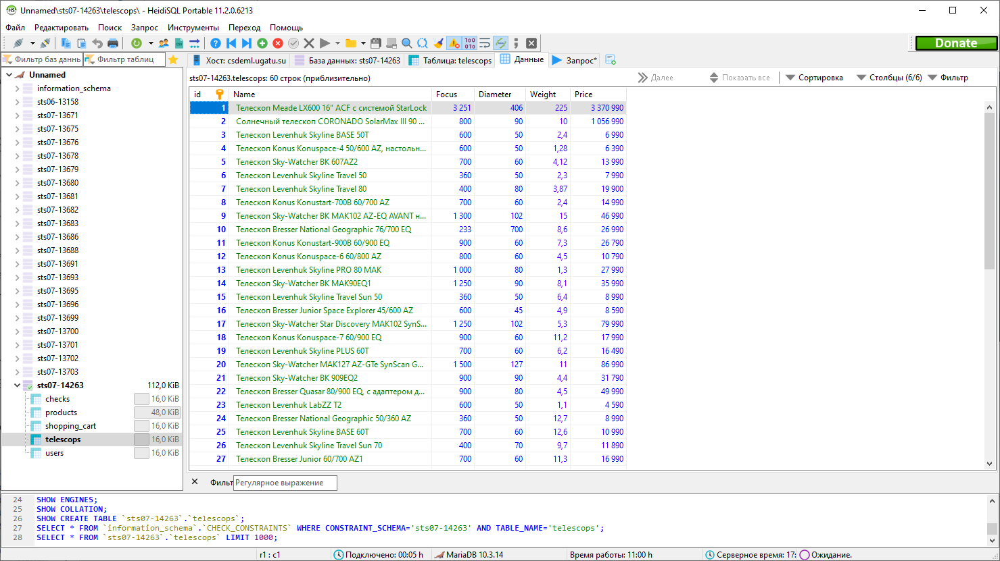 Unnamed\sts07-14263\telescops\ - HeidiSQL Portable 11.2.0.6213
Файл Редактировать Поиск Запрос Инструменты Переход Помощь
Donate
Фильтр баз даннь Фильтр таблиц Хост: csdeml.ugatu.su База данных: sts07-14263 Таблица: telescops Данные Запрос*
sts07-14263.telescops: 60 строк (приблизительно) Далее Показать все Сортировка Столбцы (6/6) Фильтр
Unnamed
information_schema
sts06-13158
sts07-13671
sts07-13675
sts07-13676
sts07-13678
sts07-13679
sts07-13680
sts07-13681
sts07-13682
sts07-13683
sts07-13686
sts07-13688
sts07-13691
sts07-13693
sts07-13695
sts07-13696
sts07-13699
sts07-13700
sts07-13701
sts07-13702
sts07-13703
sts07-14263 112,0 KiB
checks 16,0 KiB
products 48,0 KiB
shopping_cart 16,0 KiB
telescops 16,0 KiB
users 16,0 KiB
id Name Focus Diameter Weight Price
1 Телескоп Meade LX600 16" ACF с системой StarLock 3 251 406 225 3 370 990
2 Солнечный телескоп CORONADO SolarMax III 90 ... 800 90 10 1 056 990
3 Телескоп Levenhuk Skyline BASE 50T 600 50 2,4 6 990
4 Телескоп Konus Konuspace-4 50/600 AZ, настольн... 600 50 1,28 6 390
5 Телескоп Sky-Watcher BK 607AZ2 700 60 4,12 13 990
6 Телескоп Levenhuk Skyline Travel 50 360 50 2,3 7 990
7 Телескоп Levenhuk Skyline Travel 80 400 80 3,87 19 900
8 Телескоп Konus Konustart-700B 60/700 AZ 700 60 2,4 14 990
9 Телескоп Sky-Watcher BK MAK102 AZ-EQ AVANT н... 1 300 102 15 46 990
10 Телескоп Bresser National Geographic 76/700 EQ 233 700 8,6 26 990
11 Телескоп Konus Konustart-900B 60/900 EQ 900 60 7,3 26 790
12 Телескоп Konus Konuspace-6 60/800 AZ 800 60 4,5 10 790
13 Телескоп Levenhuk Skyline PRO 80 MAK 1 000 80 1,3 27 990
14 Телескоп Sky-Watcher BK MAK90EQ1 1 250 90 8,1 35 990
15 Телескоп Levenhuk Skyline Travel Sun 50 360 50 6,4 8 990
16 Телескоп Bresser Junior Space Explorer 45/600 AZ 600 45 4,9 8 590
17 Телескоп Sky-Watcher Star Discovery MAK102 SynS... 1 250 102 5,3 79 990
18 Телескоп Konus Konuspace-7 60/900 EQ 900 60 11,2 17 990
19 Телескоп Levenhuk Skyline PLUS 60T 700 60 6,2 16 490
20 Телескоп Sky-Watcher MAK127 AZ-GTe SynScan G... 1 500 127 11 86 990
21 Телескоп Sky-Watcher BK 909EQ2 900 90 4,4 31 790
22 Телескоп Bresser Quasar 80/900 EQ, с адаптером д... 900 80 4,5 49 990
23 Телескоп Levenhuk LabZZ T2 600 50 1,1 4 590
24 Телескоп Bresser National Geographic 50/360 AZ 360 50 12,7 8 990
25 Телескоп Levenhuk Skyline BASE 60T 700 60 12,6 10 990
26 Телескоп Levenhuk Skyline Travel Sun 70 400 70 9,7 11 890
27 Телескоп Bresser Junior 60/700 AZ1 700 60 11,3 16 990
Фильт Регулярное выражение
24 SHOW ENGINES;
25 SHOW COLLATION;
26 SHOW CREATE TABLE `sts07-14263`.`telescops`;
27 SELECT * FROM `information_schema`.`CHECK_CONSTRAINTS` WHERE CONSTRAINT_SCHEMA='sts07-14263' AND TABLE_NAME='telescops';
28 SELECT * FROM `sts07-14263`.`telescops` LIMIT 1000;
r1 : c1 Подключено: 00:05 h MariaDB 10.3.14 Время работы: 11:00 h Серверное время: 17: Ожидание.